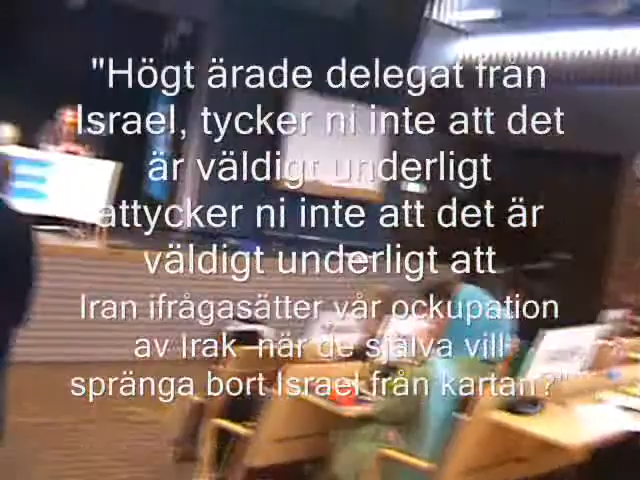 "Högt ärade delegat från
Israel, tycker ni inte att det
är väldigt underligt
attycker ni inte att det är
väldigt underligt att
Iran ifrågasätter vår ockupation
av Irak när de själva vill
spränga bort Israel från kartan?"